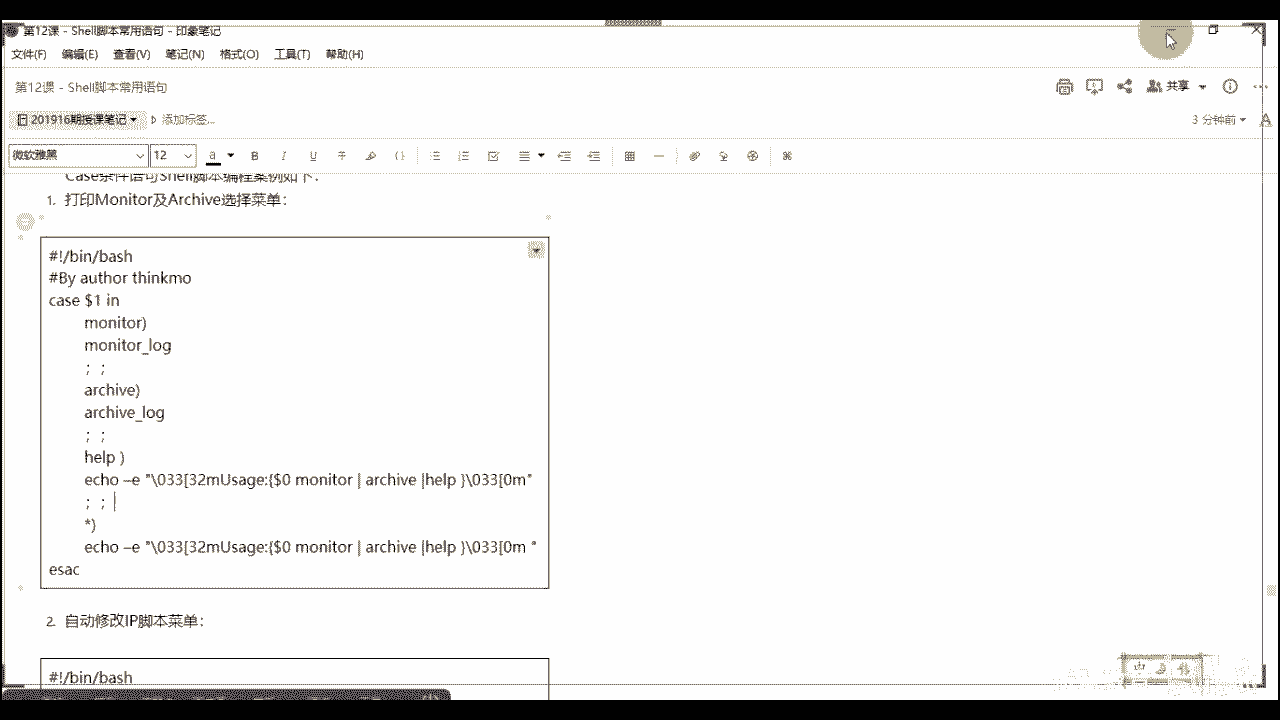 第12课 - Shell脚本常用语句 - 印象笔记
文件(F) 编辑(E) 查看(V) 笔记(N) 格式(O) 工具(T) 帮助(H)
第12课 - Shell脚本常用语句
共享
201916期授课笔记 添加标签...
3 分钟前
微软雅黑 12
Case条件语句Shell脚本编程案例如下：
1. 打印Monitor及Archive选择菜单：
#!/bin/bash
#By author thinkmo
case $1 in
monitor)
monitor_log
； ；
archive)
archive_log
； ；
help )
echo –e "\033[32mUsage:{$0 monitor | archive |help }\033[0m"
； ；
*)
echo –e "\033[32mUsage:{$0 monitor | archive |help }\033[0m "
esac
2. 自动修改IP脚本菜单：
#!/bin/bash